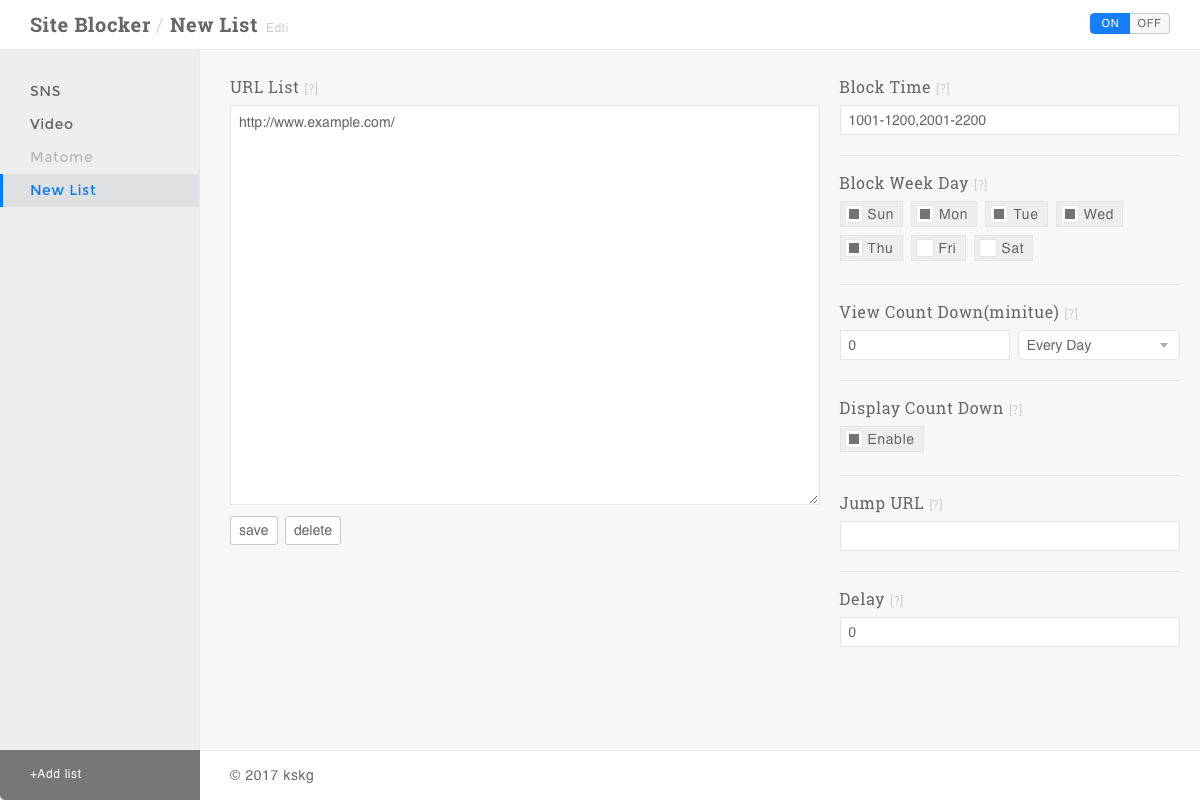 Site Blocker / New List Edti
ON OFF
SNS
Video
Matome
New List
+Add list
URL List [?]
http://www.example.com/
save delete
Block Time [?]
1001-1200,2001-2200
Block Week Day [?]
Sun Mon Tue Wed
Thu Fri Sat
View Count Down(minitue) [?]
0 Every Day
Display Count Down [?]
Enable
Jump URL [?]
Delay [?]
0
© 2017 kskg